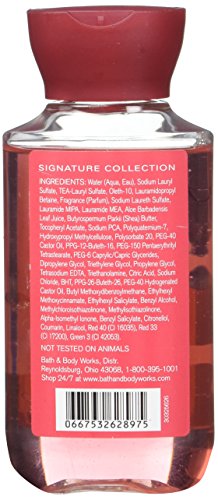 SIGNATURE COLLECTION
INGREDIENTS: Water (Aqua, Eau), Sodium Lauryl
Sulfate, TEA-Lauryl Sulfate, Oleth-10, Lauramidopropyl
Betaine, Fragrance (Parfum), Sodium Laureth Sulfate,
Lauramide MIPA, Lauramide MEA, Aloe Barbadensis
Leaf Juice, Butyrospermum Parkii (Shea) Butter,
Tocopheryl Acetate, Sodium PCA, Polyquaternium-7,
Hydroxypropyl Methylcellulose, Polysorbate 20, PEG-40
Castor Oil, PPG-12-Buteth-16, PEG-150 Pentaerythrityl
Tetrastearate, PEG-6 Caprylic/Capric Glycerides,
Dipropylene Glycol, Triethylene Glycol, Propylene Glycol,
Tetrasodium EDTA, Triethanolamine, Citric Acid, Sodium
Chloride, BHT, PPG-26-Buteth-26, PEG-40 Hydrogenated
Castor Oil, Butyl Methoxydibenzoylmethane, Ethylhexyl
Methoxycinnamate, Ethylhexyl Salicylate, Benzyl Alcohol,
Methylchloroisothiazolinone, Methylisothiazolinone,
Alpha-Isomethyl Ionone, Benzyl Salicylate, Citronellol,
Coumarin, Linalool, Red 40 (CI 16035), Red 33
(CI 17200), Green 3 (CI 42053).
NOT TESTED ON ANIMALS
Bath & Body Works, Distr.
Reynoldsburg, Ohio 43068 1-800-395-1001
Shop 24/7 at www.bathandbodyworks.com
0667532628975